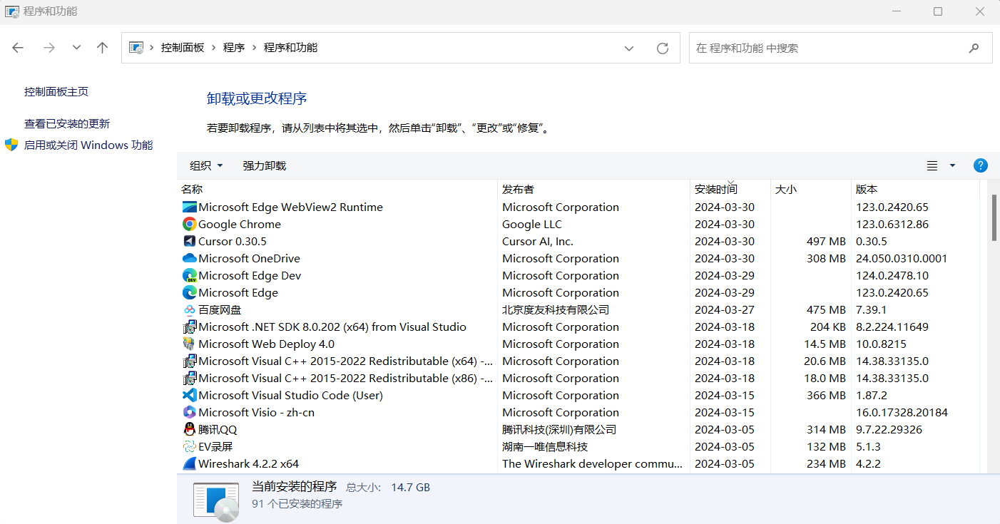 程序和功能
控制面板 程序 程序和功能
在 程序和功能 中搜索
控制面板主页
查看已安装的更新
启用或关闭 Windows 功能
卸载或更改程序
若要卸载程序，请从列表中将其选中，然后单击“卸载”、“更改”或“修复”。
组织 强力卸载
名称 发布者 安装时间 大小 版本
Microsoft Edge WebView2 Runtime Microsoft Corporation 2024-03-30 123.0.2420.65
Google Chrome Google LLC 2024-03-30 123.0.6312.86
Cursor 0.30.5 Cursor AI, Inc. 2024-03-30 497 MB 0.30.5
Microsoft OneDrive Microsoft Corporation 2024-03-30 308 MB 24.050.0310.0001
Microsoft Edge Dev Microsoft Corporation 2024-03-29 124.0.2478.10
Microsoft Edge Microsoft Corporation 2024-03-29 123.0.2420.65
百度网盘 北京度友科技有限公司 2024-03-27 475 MB 7.39.1
Microsoft .NET SDK 8.0.202 (x64) from Visual Studio Microsoft Corporation 2024-03-18 204 KB 8.2.224.11649
Microsoft Web Deploy 4.0 Microsoft Corporation 2024-03-18 14.5 MB 10.0.8215
Microsoft Visual C++ 2015-2022 Redistributable (x64) -... Microsoft Corporation 2024-03-18 20.6 MB 14.38.33135.0
Microsoft Visual C++ 2015-2022 Redistributable (x86) -... Microsoft Corporation 2024-03-18 18.0 MB 14.38.33135.0
Microsoft Visual Studio Code (User) Microsoft Corporation 2024-03-15 366 MB 1.87.2
Microsoft Visio - zh-cn Microsoft Corporation 2024-03-15 16.0.17328.20184
腾讯QQ 腾讯科技(深圳)有限公司 2024-03-05 314 MB 9.7.22.29326
EV录屏 湖南一唯信息科技 2024-03-05 132 MB 5.1.3
Wireshark 4.2.2 x64 The Wireshark developer commu... 2024-03-05 234 MB 4.2.2
当前安装的程序 总大小: 14.7 GB
91 个已安装的程序